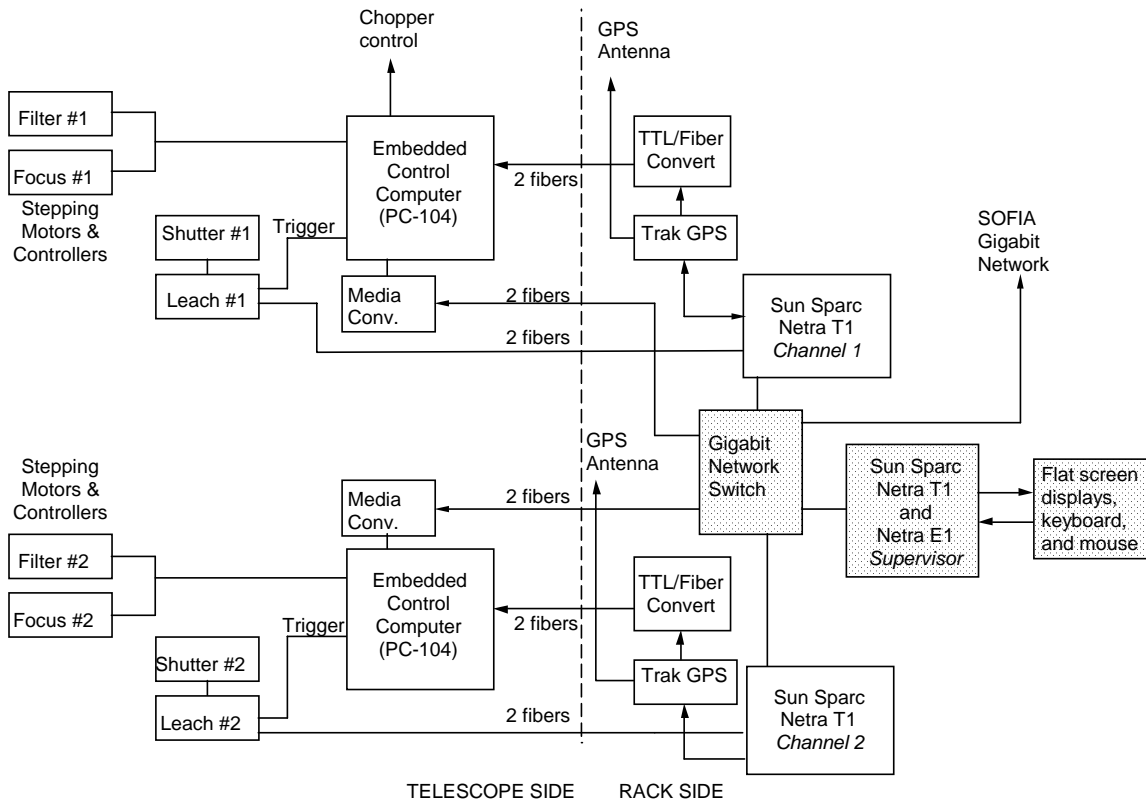 Chopper
control
GPS
Antenna
Filter #1
Focus #1
Stepping
Motors &
Controllers
Embedded
Control
Computer
(PC-104)
TTL/Fiber
Convert
2 fibers
Trigger
Shutter #1
Leach #1
Media
Conv.
Trak GPS
2 fibers
2 fibers
SOFIA
Gigabit
Network
Sun Sparc
Netra T1
Channel 1
Gigabit
Network
Switch
Sun Sparc
Netra T1
and
Netra E1
Supervisor
Flat screen
displays,
keyboard,
and mouse
GPS
Antenna
Stepping
Motors &
Controllers
Media
Conv.
2 fibers
Filter #2
Focus #2
Embedded
Control
Computer
(PC-104)
TTL/Fiber
Convert
2 fibers
Trigger
Shutter #2
Leach #2
Trak GPS
2 fibers
Sun Sparc
Netra T1
Channel 2
TELESCOPE SIDE
RACK SIDE